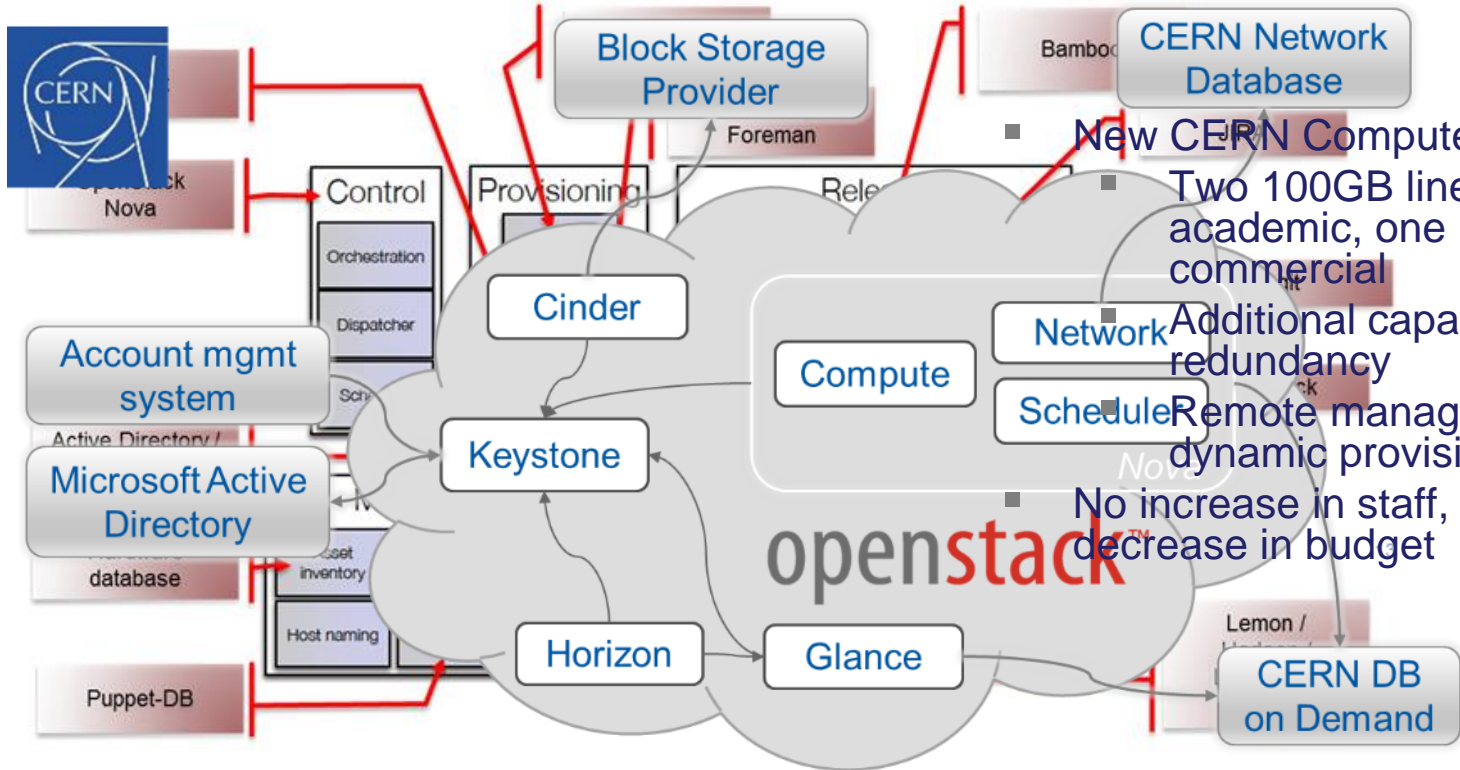 CERN
Block Storage
Provider
Bamboo
CERN Network
Database
Foreman
New CERN Compute
JIRA
Nova
Control
Provisioning
Two 100GB line
academic, one
commercial
Orchestration
Cinder
Dispatcher
Network
Additional capa
redundancy
Account mgmt
system
Compute
Scheduler
Remote manag
dynamic provisi
Active Directory /
Keystone
Nova
Microsoft Active
Directory
No increase in staff,
decrease in budget
openstack™
database
inventory
Host naming
Horizon
Glance
Lemon /
Puppet-DB
CERN DB
on Demand